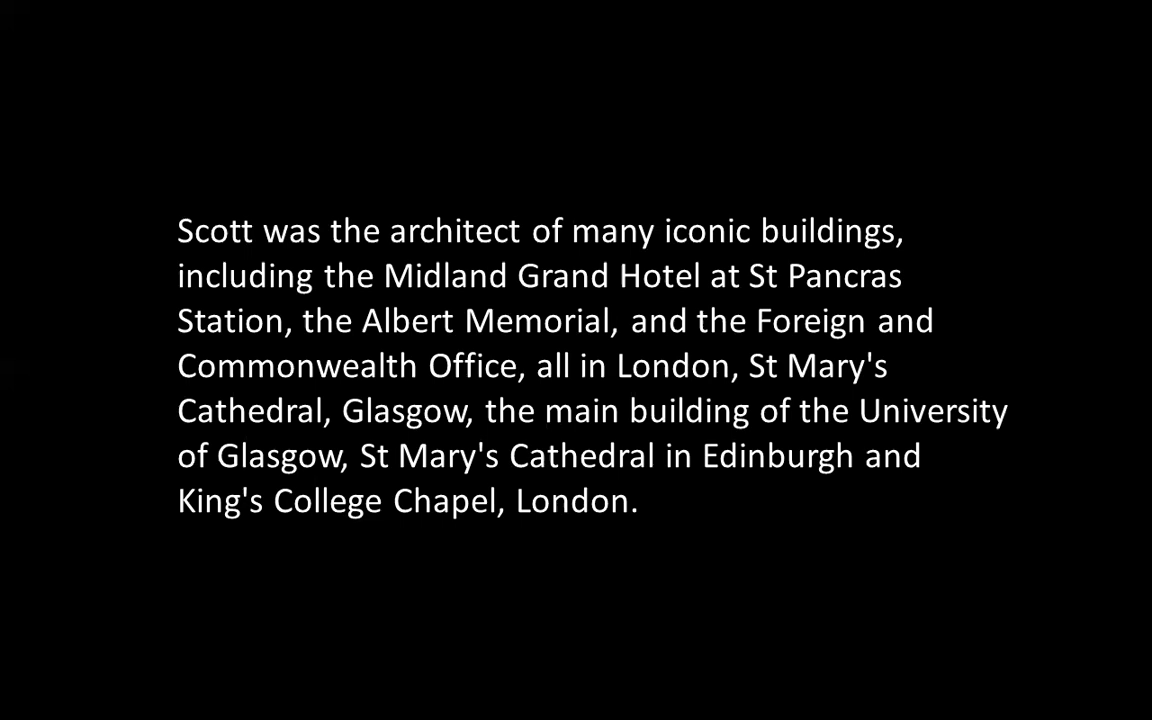 Scott was the architect of many iconic buildings,
including the Midland Grand Hotel at St Pancras
Station, the Albert Memorial, and the Foreign and
Commonwealth Office, all in London, St Mary's
Cathedral, Glasgow, the main building of the University
of Glasgow, St Mary's Cathedral in Edinburgh and
King's College Chapel, London.